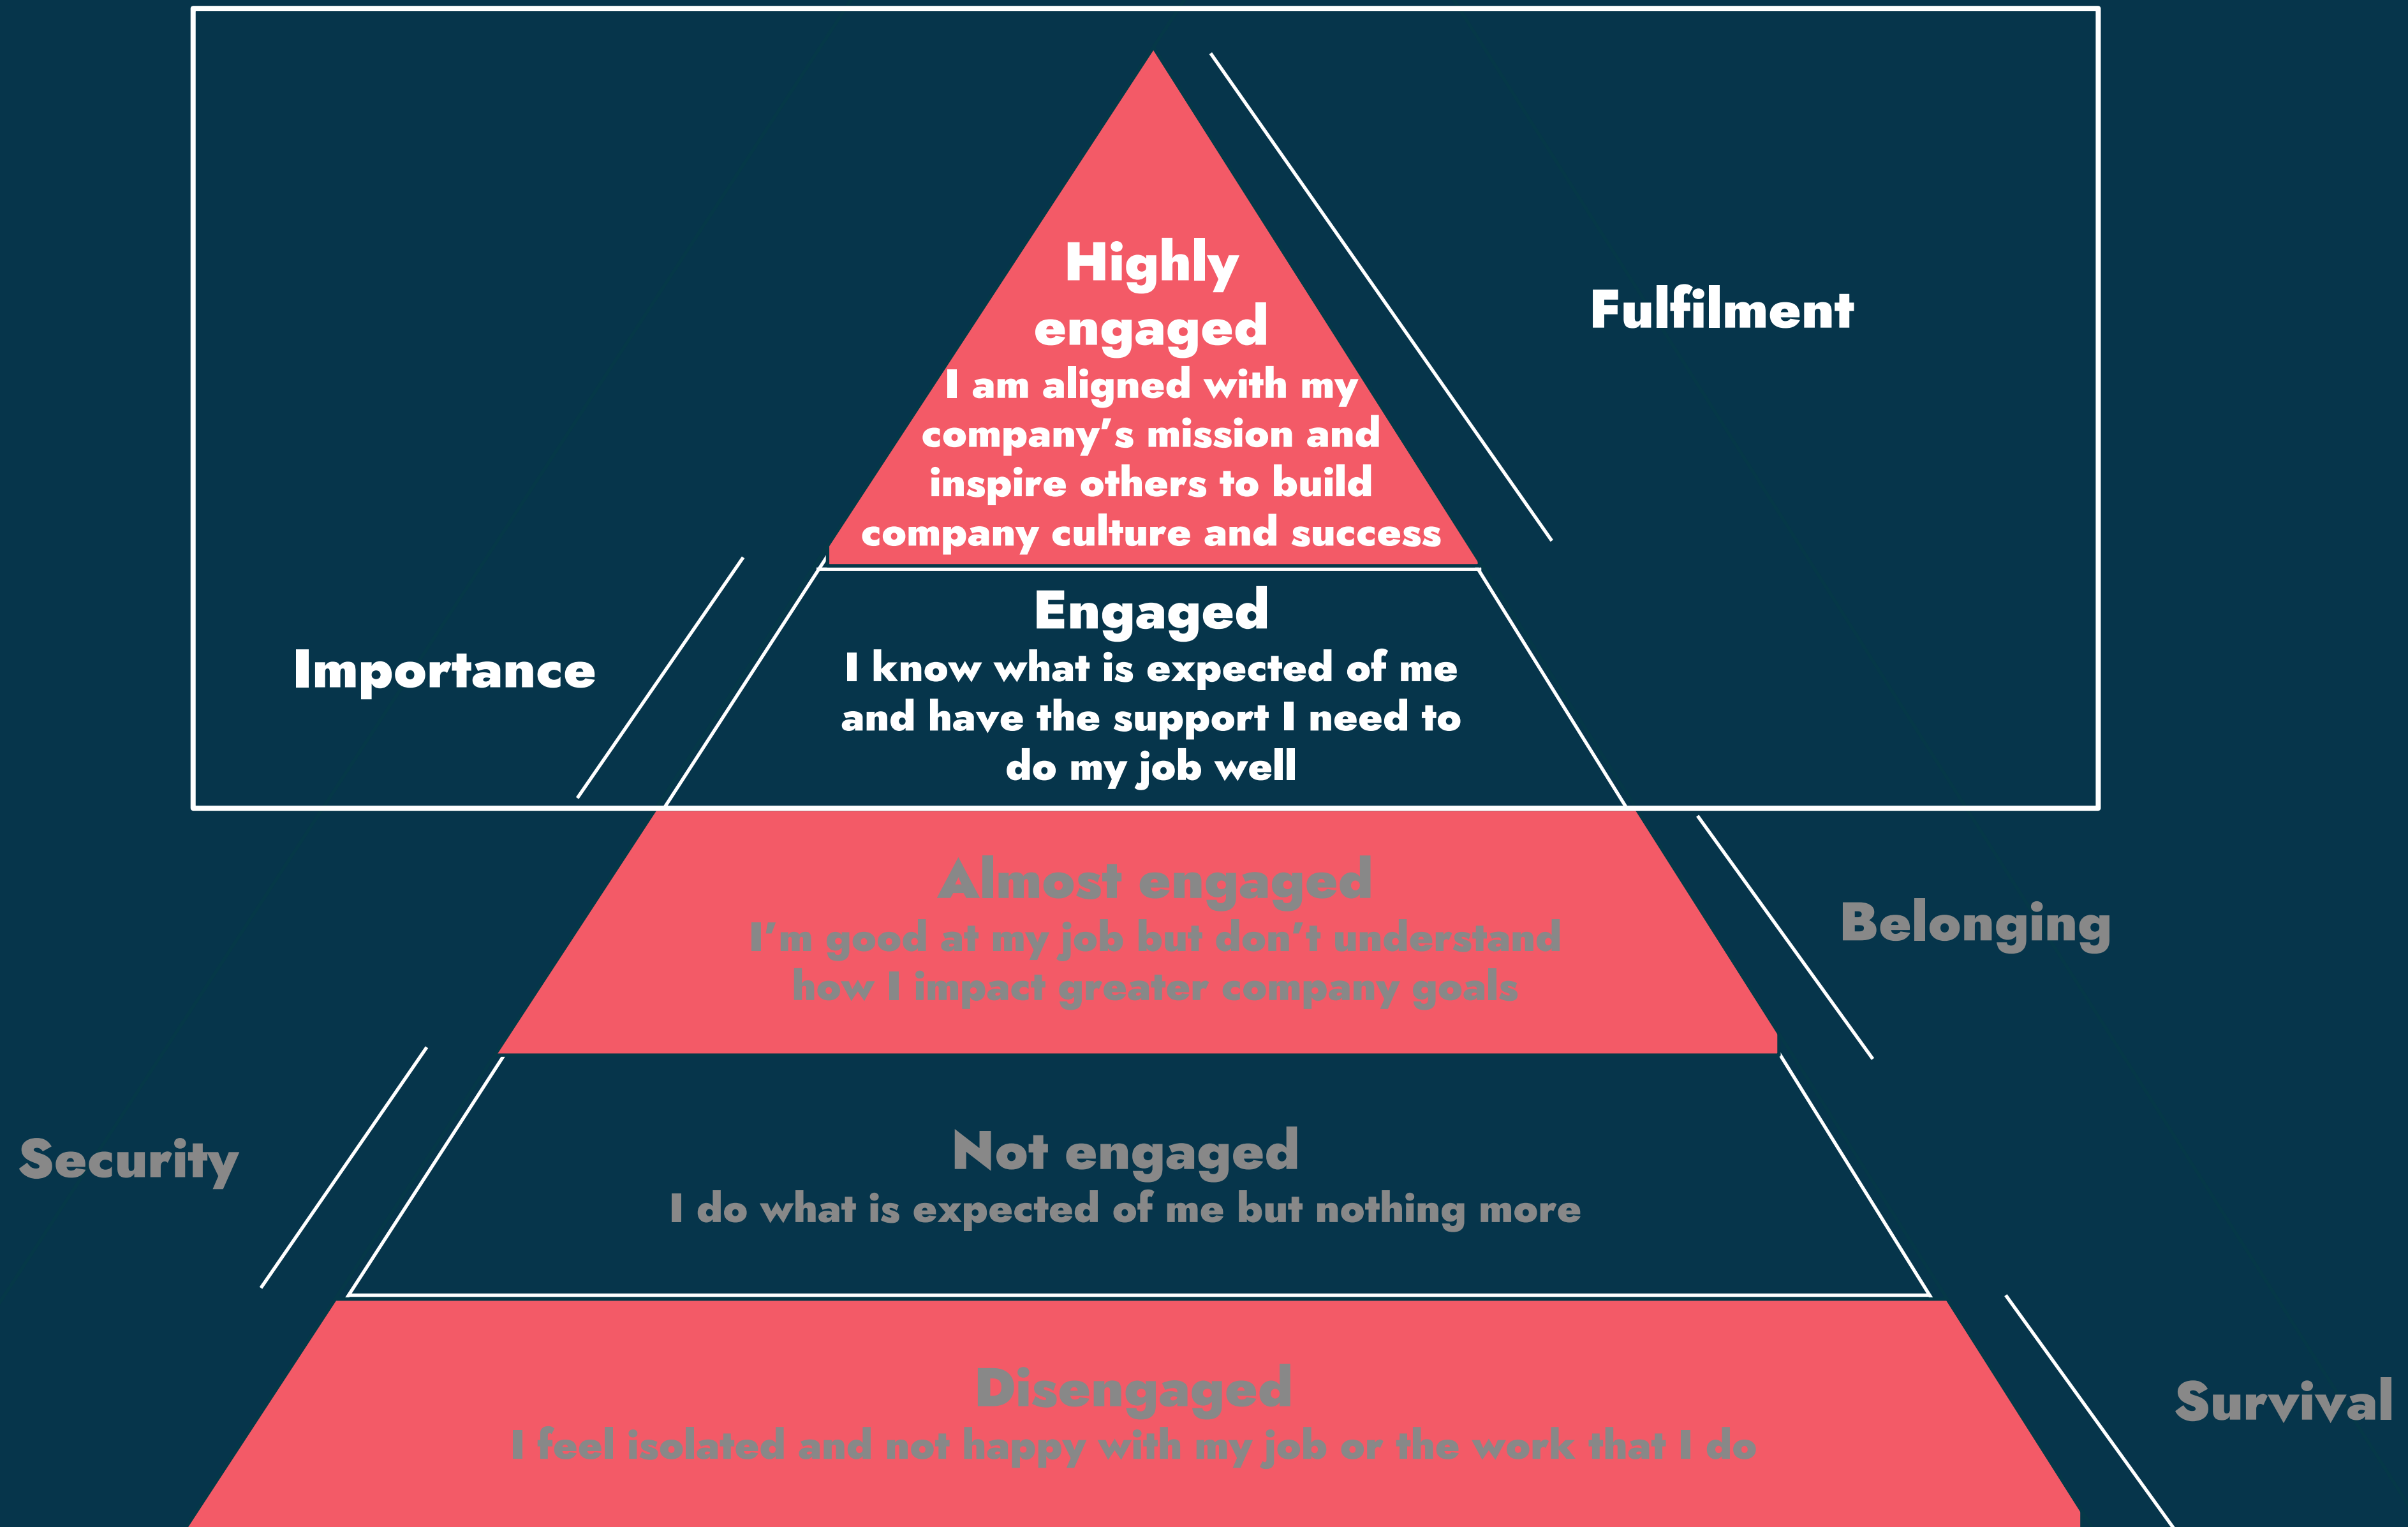 Highly
engaged
I am aligned with my
company's mission and
inspire others to build
company culture and success
Fulfilment
Engaged
I know what is expected of me
and have the support I need to
do my job well
Importance
Almost engaged
I'm good at my job but don't understand
how I impact greater company goals
Belonging
Not engaged
I do what is expected of me but nothing more
Security
Disengaged
I feel isolated and not happy with my job or the work that I do
Survival